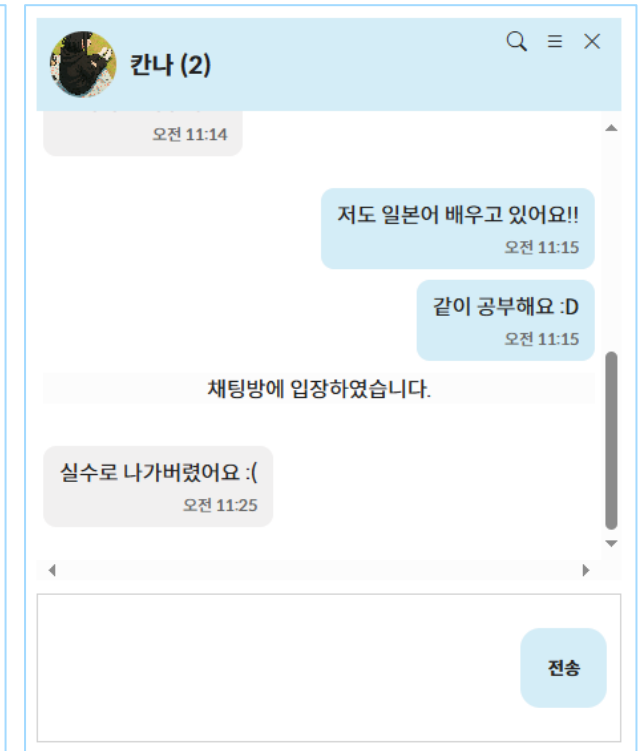 칸나 (2)
오전 11:14
저도 일본어 배우고 있어요!!
오전 11:15
같이 공부해요 :D
오전 11:15
채팅방에 입장하였습니다.
실수로 나가버렸어요 :(
오전 11:25
전송